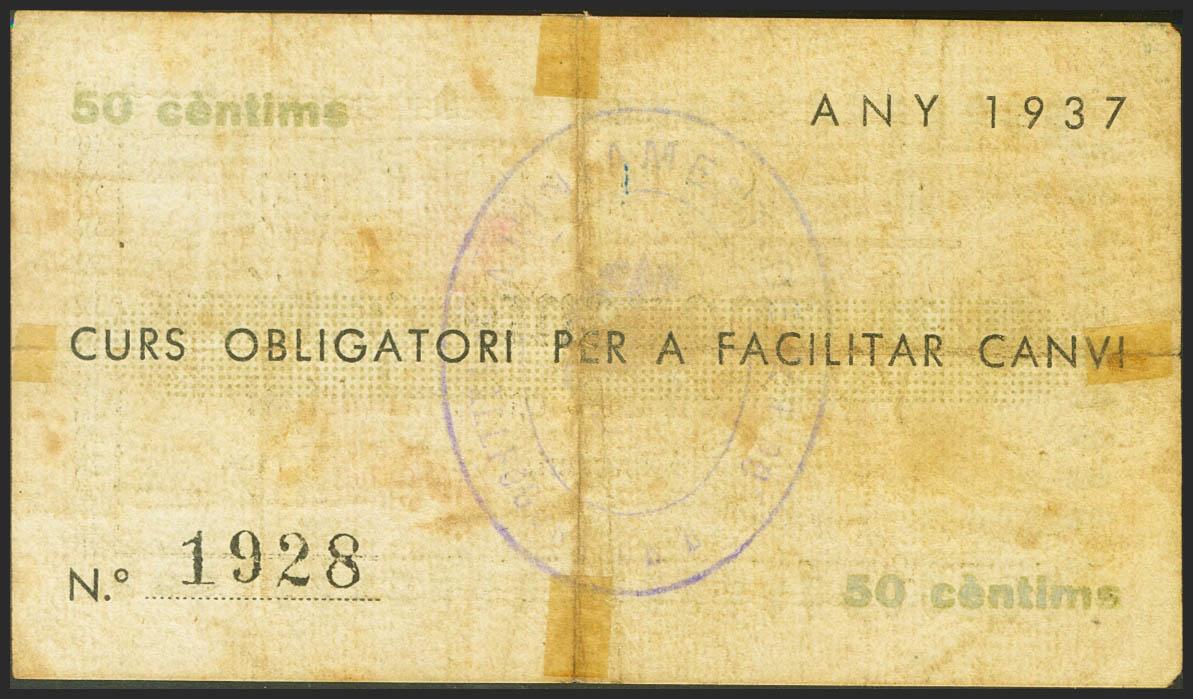 50 cèntims
ANY 1937
CURS OBLIGATORI PER A FACILITAR CANVI
N.º 1928
50 cèntims